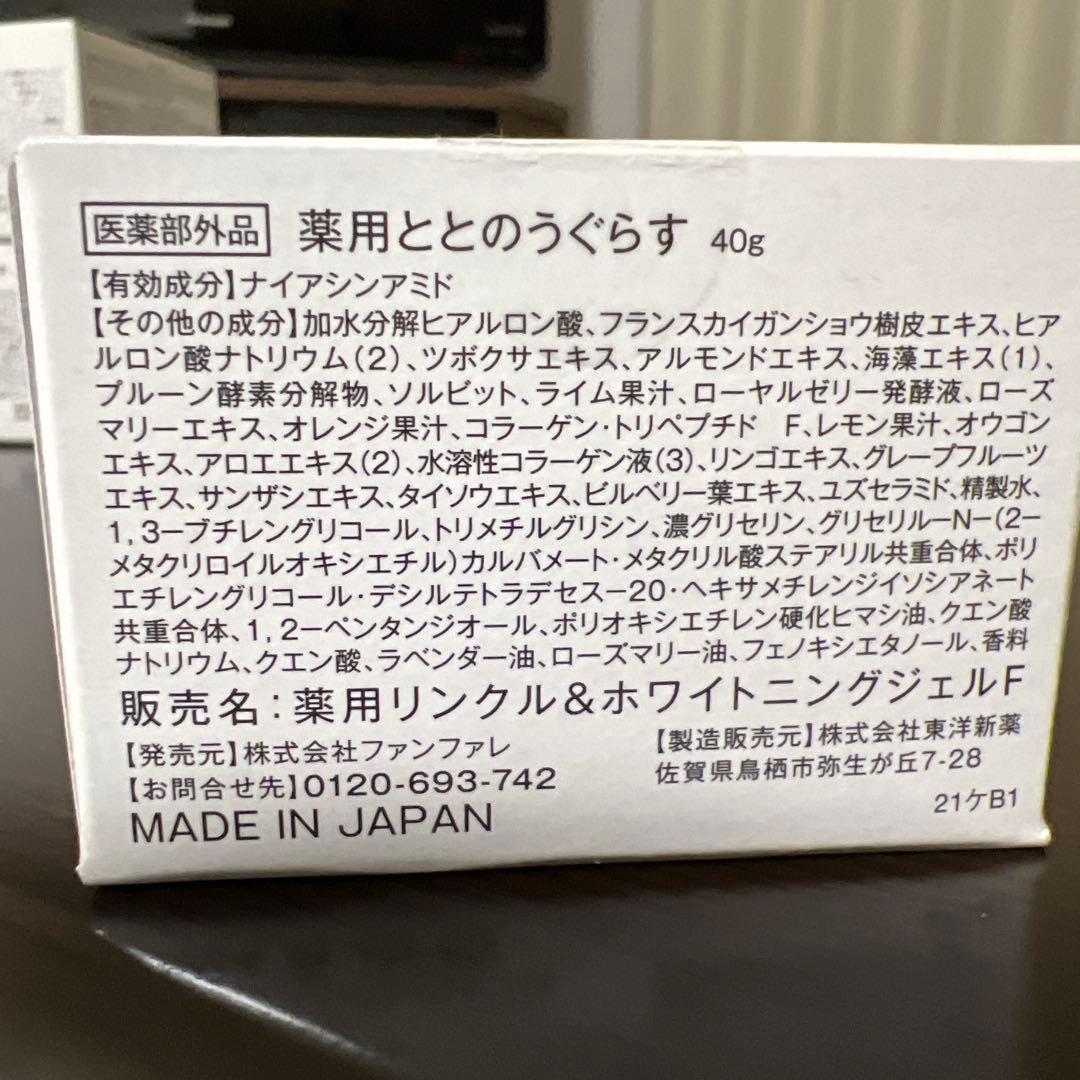 医薬部外品 薬用ととのうぐらす 40g
【有効成分】ナイアシンアミド
【その他の成分】加水分解ヒアルロン酸、フランスカイガンショウ樹皮エキス、ヒア
ルロン酸ナトリウム(2)、ツボクサエキス、アルモンドエキス、海藻エキス(1)、
プルーン酵素分解物、ソルビット、ライム果汁、ローヤルゼリー発酵液、ローズ
マリーエキス、オレンジ果汁、コラーゲン・トリペプチド F、レモン果汁、オウゴン
エキス、アロエエキス(2)、水溶性コラーゲン液(3)、リンゴエキス、グレープフルーツ
エキス、サンザシエキス、タイソウエキス、ビルベリー葉エキス、ユズセラミド、精製水、
1,3-ブチレングリコール、トリメチルグリシン、濃グリセリン、グリセリル-N-(2-
メタクリロイルオキシエチル)カルバメート・メタクリル酸ステアリル共重合体、ポリ
エチレングリコール・デシルテトラデセス-20・ヘキサメチレンジイソシアネート
共重合体、1,2-ペンタンジオール、ポリオキシエチレン硬化ヒマシ油、クエン酸
ナトリウム、クエン酸、ラベンダー油、ローズマリー油、フェノキシエタノール、香料
販売名:薬用リンクル&ホワイトニングジェルF
【発売元】株式会社ファンファレ
【お問合せ先】0120-693-742
MADE IN JAPAN
【製造販売元】株式会社東洋新薬
佐賀県鳥栖市弥生が丘7-28
21ケB1